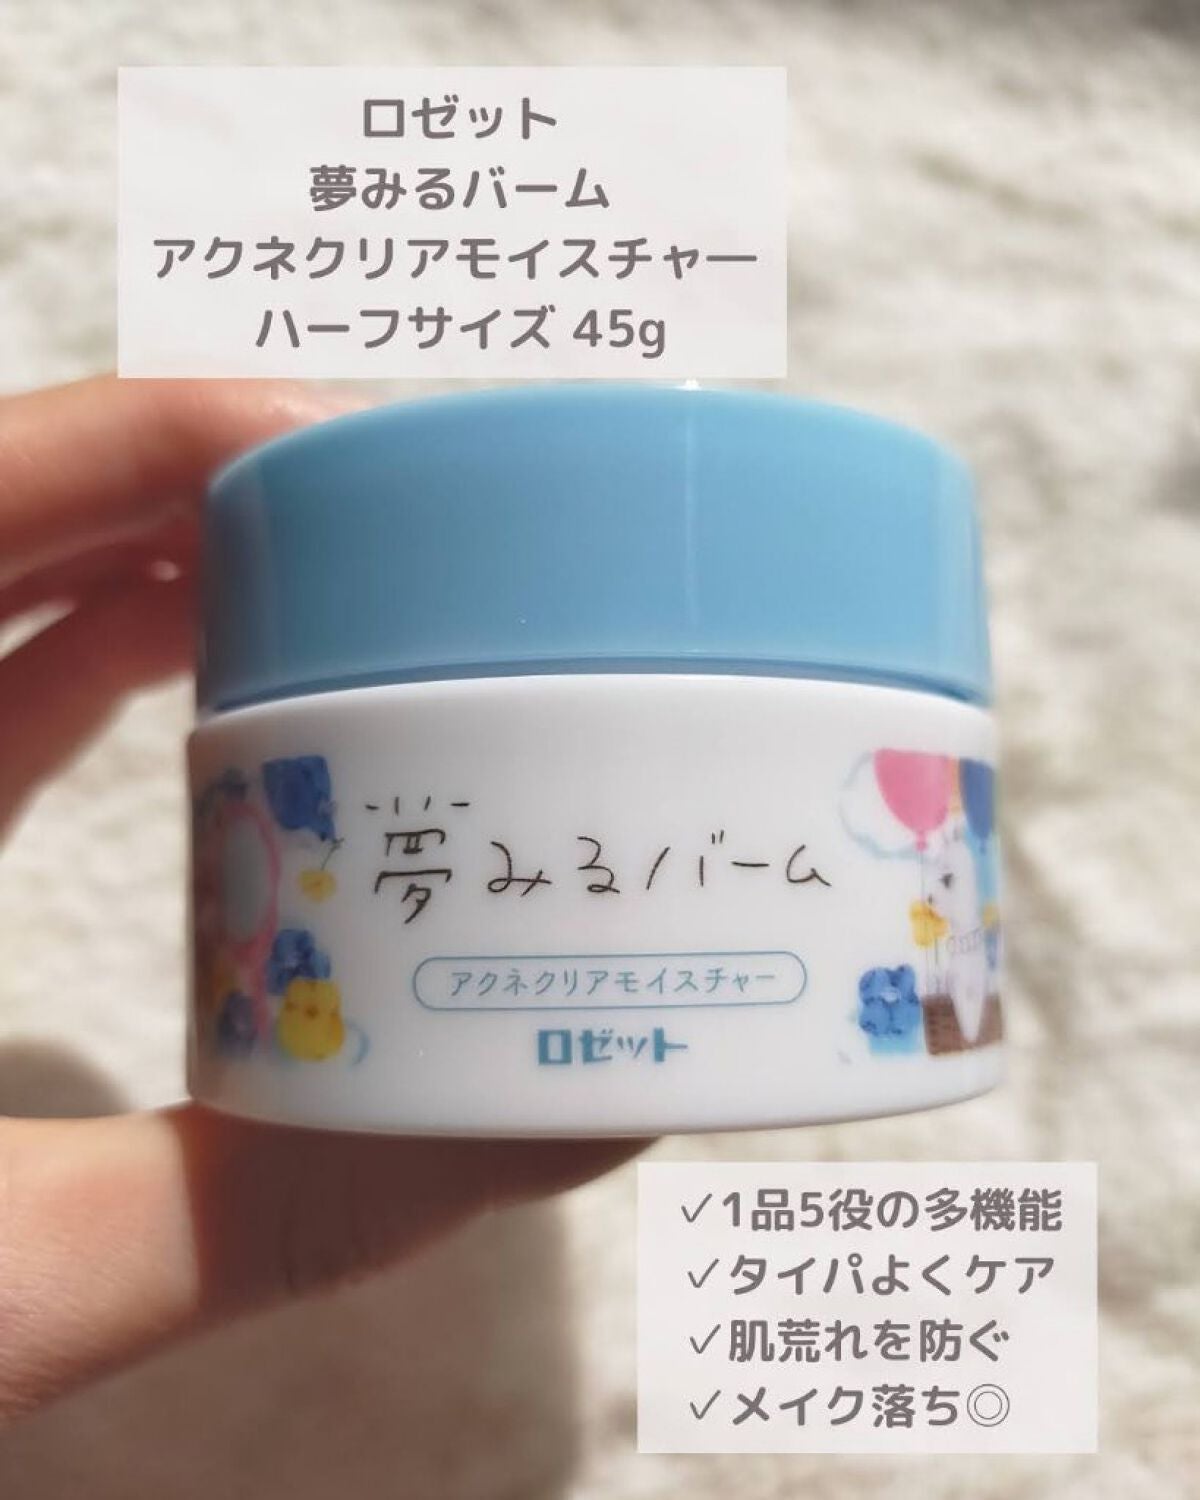 ロゼット
夢みるバーム
アクネクリアモイスチャー
ハーフサイズ 45g
夢みるバーム
アクネクリアモイスチャー
ロゼット
✓1品5役の多機能
✓タイパよくケア
✓肌荒れを防ぐ
✓メイク落ち◎